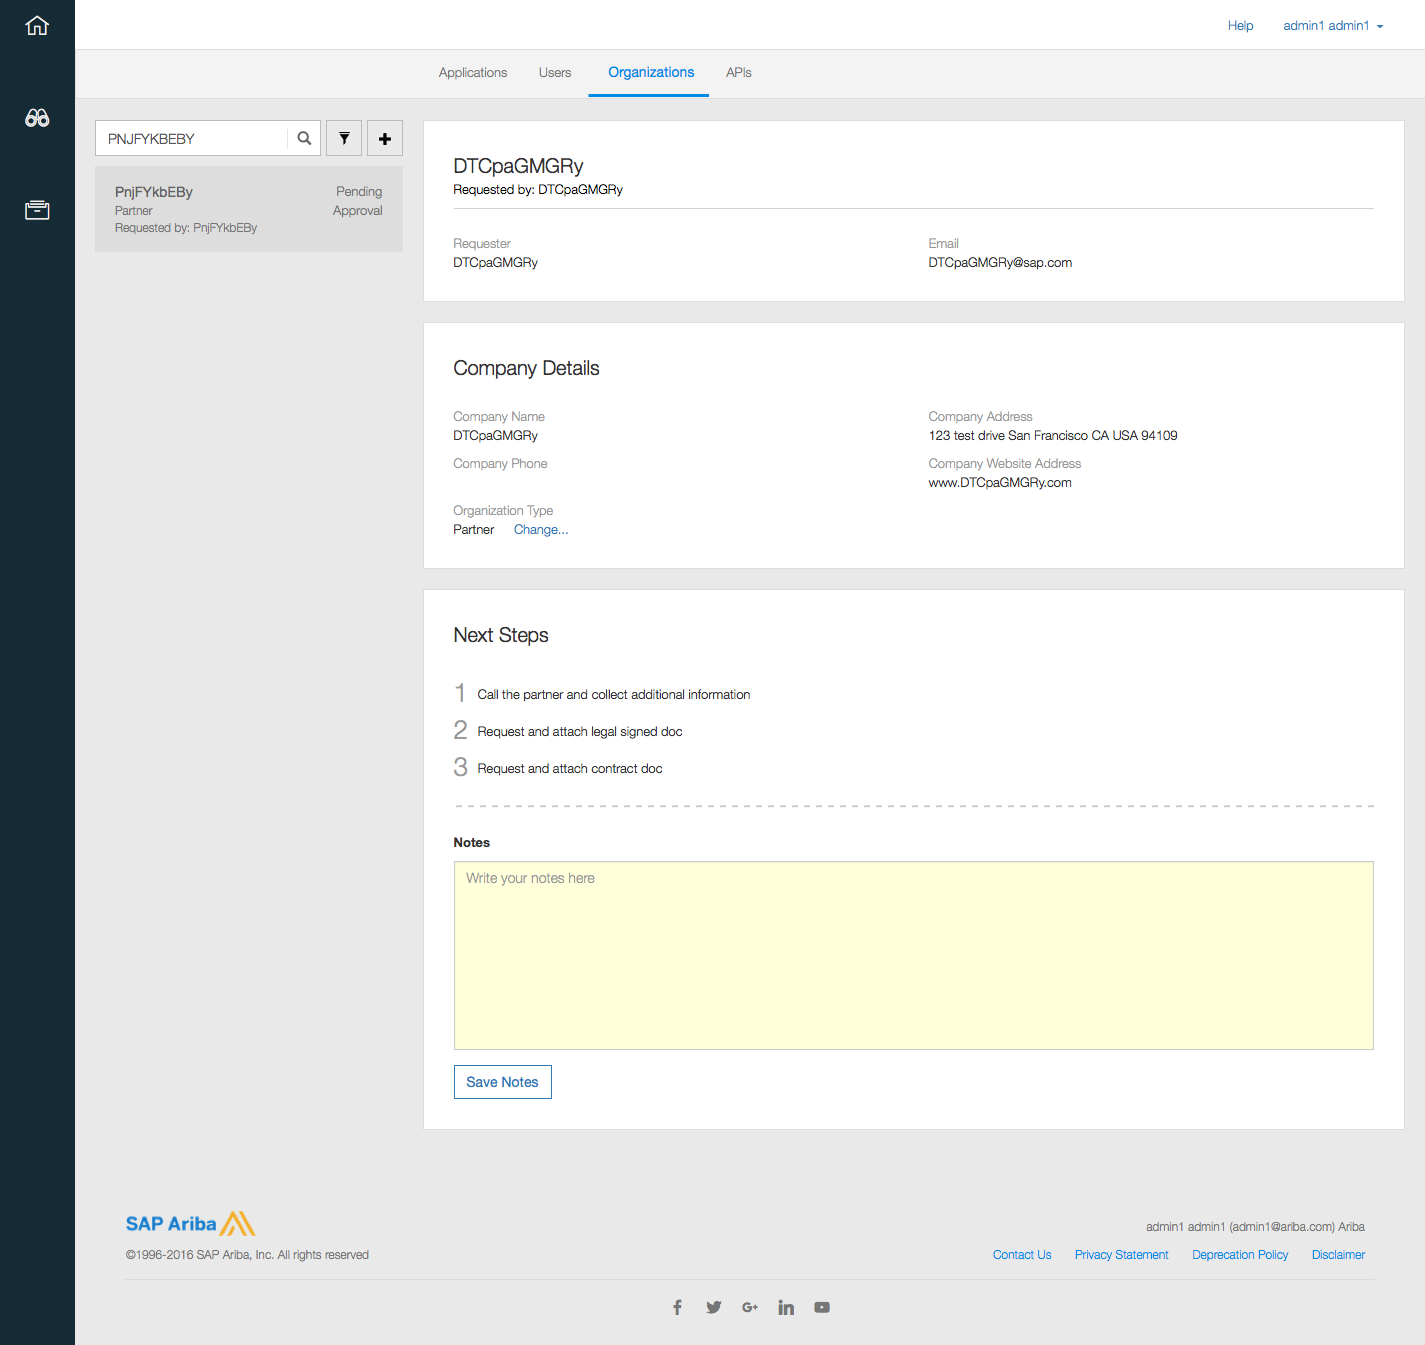 Help admin1 admin1
Applications Users Organizations APIs
PNJFYKBEBY
PnjFYkbEBy Pending
Partner Approval
Requested by: PnjFYkbEBy
DTCpaGMGRy
Requested by: DTCpaGMGRy
Requester Email
DTCpaGMGRy DTCpaGMGRy@sap.com
Company Details
Company Name Company Address
DTCpaGMGRy 123 test drive San Francisco CA USA 94109
Company Phone Company Website Address
www.DTCpaGMGRy.com
Organization Type
Partner Change...
Next Steps
1 Call the partner and collect additional information
2 Request and attach legal signed doc
3 Request and attach contract doc
Notes
Write your notes here
Save Notes
SAP Ariba
admin1 admin1 (admin1@ariba.com) Ariba
©1996-2016 SAP Ariba, Inc. All rights reserved Contact Us Privacy Statement Deprecation Policy Disclaimer